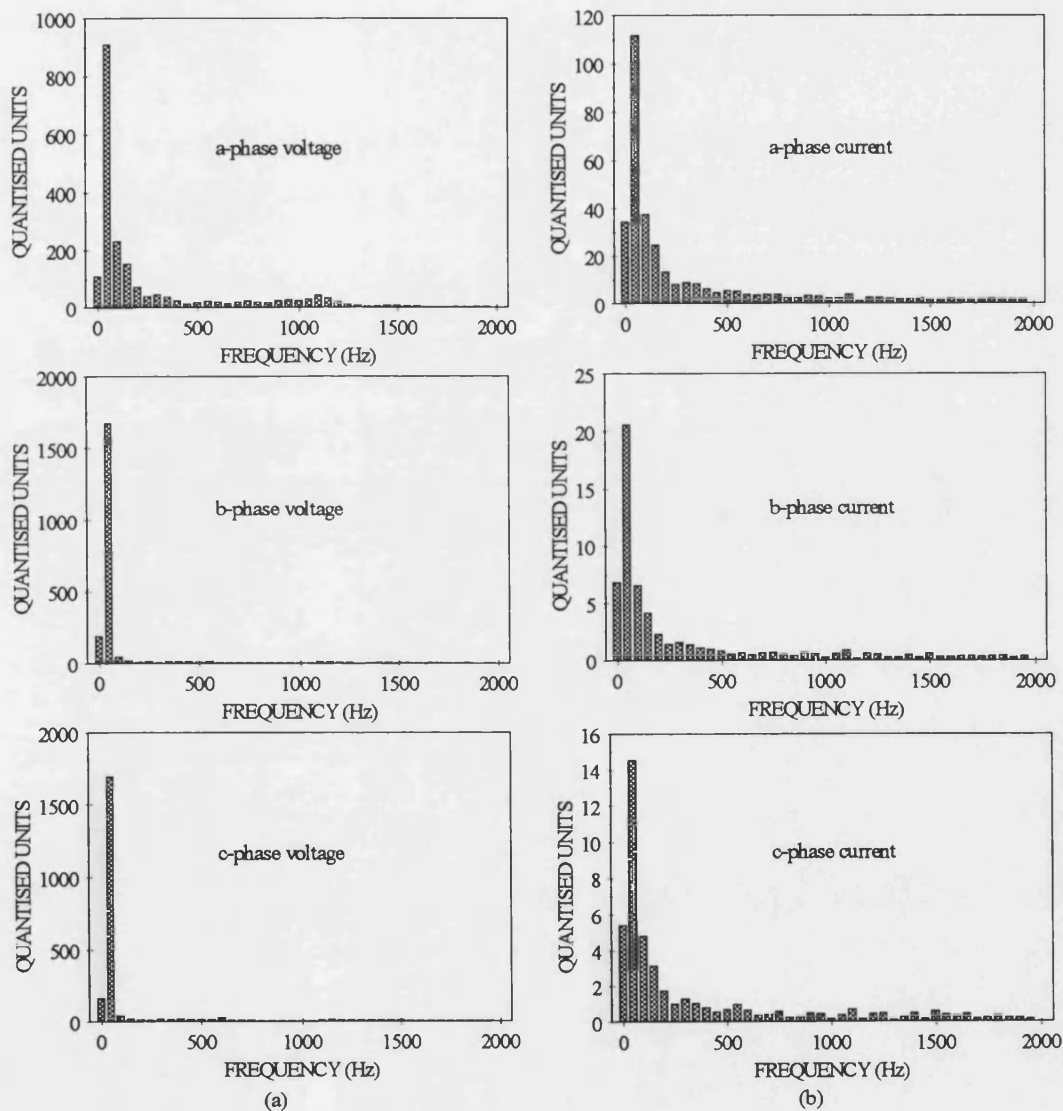 QUANTISED UNITS
1000
800
600
400
200
0
a-phase voltage
0 500 1000 1500 2000
FREQUENCY (Hz)
QUANTISED UNITS
120
100
80
60
40
20
0
a-phase current
0 500 1000 1500 2000
FREQUENCY (Hz)
QUANTISED UNITS
2000
1500
1000
500
0
b-phase voltage
0 500 1000 1500 2000
FREQUENCY (Hz)
QUANTISED UNITS
25
20
15
10
5
0
b-phase current
0 500 1000 1500 2000
FREQUENCY (Hz)
QUANTISED UNITS
2000
1500
1000
500
0
c-phase voltage
0 500 1000 1500 2000
FREQUENCY (Hz)
(a)
QUANTISED UNITS
16
14
12
10
8
6
4
2
0
c-phase current
0 500 1000 1500 2000
FREQUENCY (Hz)
(b)